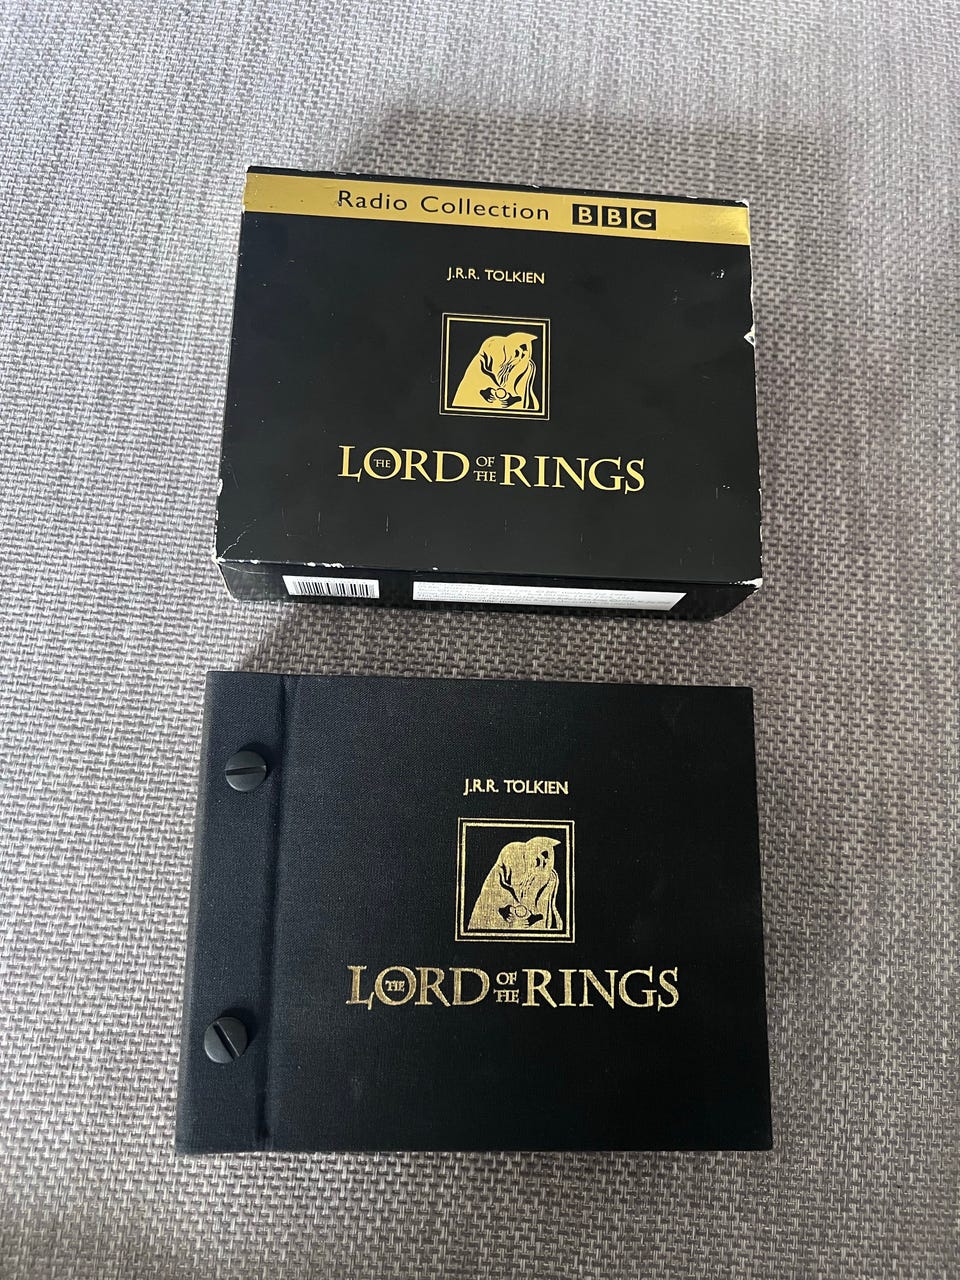 Radio Collection BBC
J.R.R. TOLKIEN
THE LORD OF THE RINGS
J.R.R. TOLKIEN
THE LORD OF THE RINGS